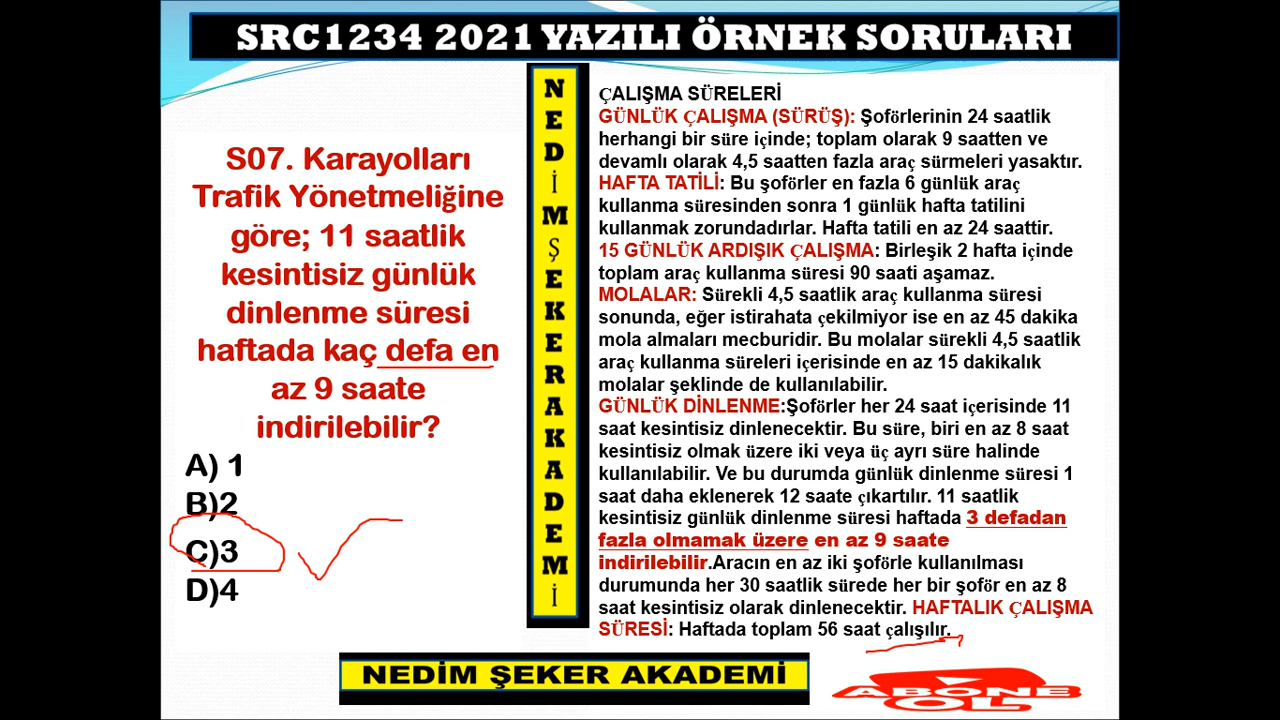 SRC1234 2021 YAZILI ÖRNEK SORULARI
S07. Karayolları
Trafik Yönetmeliğine
göre; 11 saatlik
kesintisiz günlük
dinlenme süresi
haftada kaç defa en
az 9 saate
indirilebilir?
A) 1
B)2
C)3
D)4
N
E
D
İ
M
Ş
E
K
E
R
A
K
A
D
E
M
İ
ÇALIŞMA SÜRELERİ
GÜNLÜK ÇALIŞMA (SÜRÜŞ): Şoförlerinin 24 saatlik
herhangi bir süre içinde; toplam olarak 9 saatten ve
devamlı olarak 4,5 saatten fazla araç sürmeleri yasaktır.
HAFTA TATİLİ: Bu şoförler en fazla 6 günlük araç
kullanma süresinden sonra 1 günlük hafta tatilini
kullanmak zorundadırlar. Hafta tatili en az 24 saattir.
15 GÜNLÜK ARDIŞIK ÇALIŞMA: Birleşik 2 hafta içinde
toplam araç kullanma süresi 90 saati aşamaz.
MOLALAR: Sürekli 4,5 saatlik araç kullanma süresi
sonunda, eğer istirahata çekilmiyor ise en az 45 dakika
mola almaları mecburidir. Bu molalar sürekli 4,5 saatlik
araç kullanma süreleri içerisinde en az 15 dakikalık
molalar şeklinde de kullanılabilir.
GÜNLÜK DİNLENME:Şoförler her 24 saat içerisinde 11
saat kesintisiz dinlenecektir. Bu süre, biri en az 8 saat
kesintisiz olmak üzere iki veya üç ayrı süre halinde
kullanılabilir. Ve bu durumda günlük dinlenme süresi 1
saat daha eklenerek 12 saate çıkartılır. 11 saatlik
kesintisiz günlük dinlenme süresi haftada 3 defadan
fazla olmamak üzere en az 9 saate
indirilebilir.Aracın en az iki şoförle kullanılması
durumunda her 30 saatlik sürede her bir şoför en az 8
saat kesintisiz olarak dinlenecektir. HAFTALIK ÇALIŞMA
SÜRESİ: Haftada toplam 56 saat çalışılır.
NEDİM ŞEKER AKADEMİ
ABONE
OL